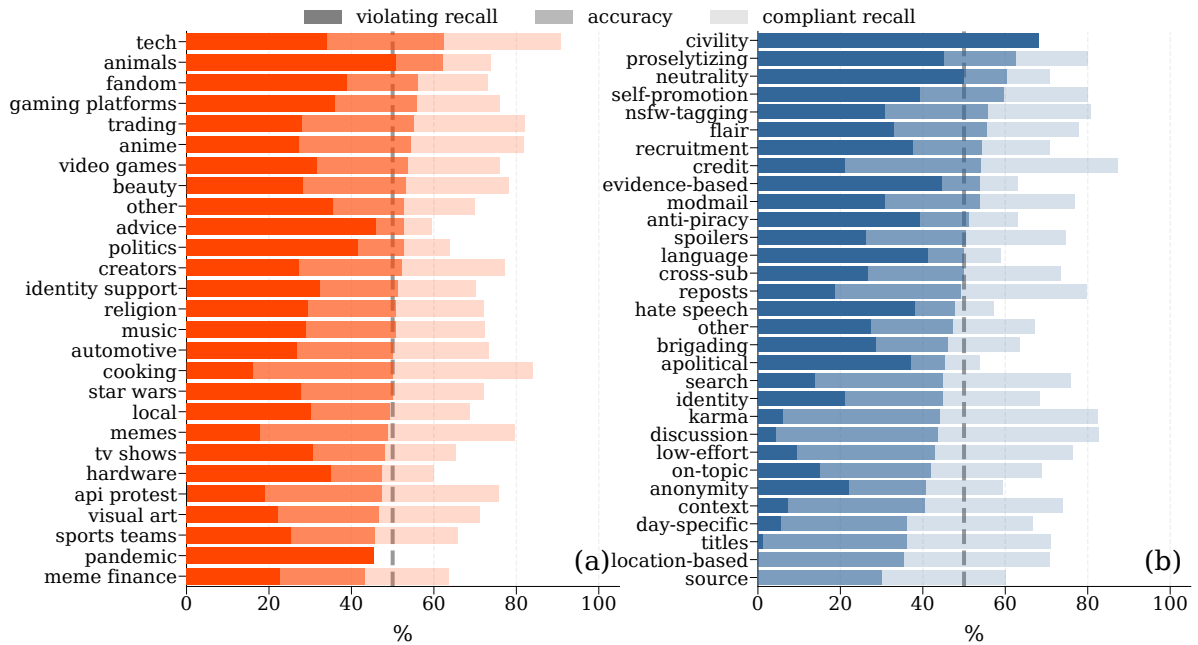 violating recall accuracy compliant recall
tech
animals
fandom
gaming platforms
trading
anime
video games
beauty
other
advice
politics
creators
identity support
religion
music
automotive
cooking
star wars
local
memes
tv shows
hardware
api protest
visual art
sports teams
pandemic
meme finance
(a)
0 20 40 60 80 100
%
civility
proselytizing
neutrality
self-promotion
nsfw-tagging
flair
recruitment
credit
evidence-based
modmail
anti-piracy
spoilers
language
cross-sub
reposts
hate speech
other
brigading
apolitical
search
identity
karma
discussion
low-effort
on-topic
anonymity
context
day-specific
titles
location-based
source
(b)
0 20 40 60 80 100
%